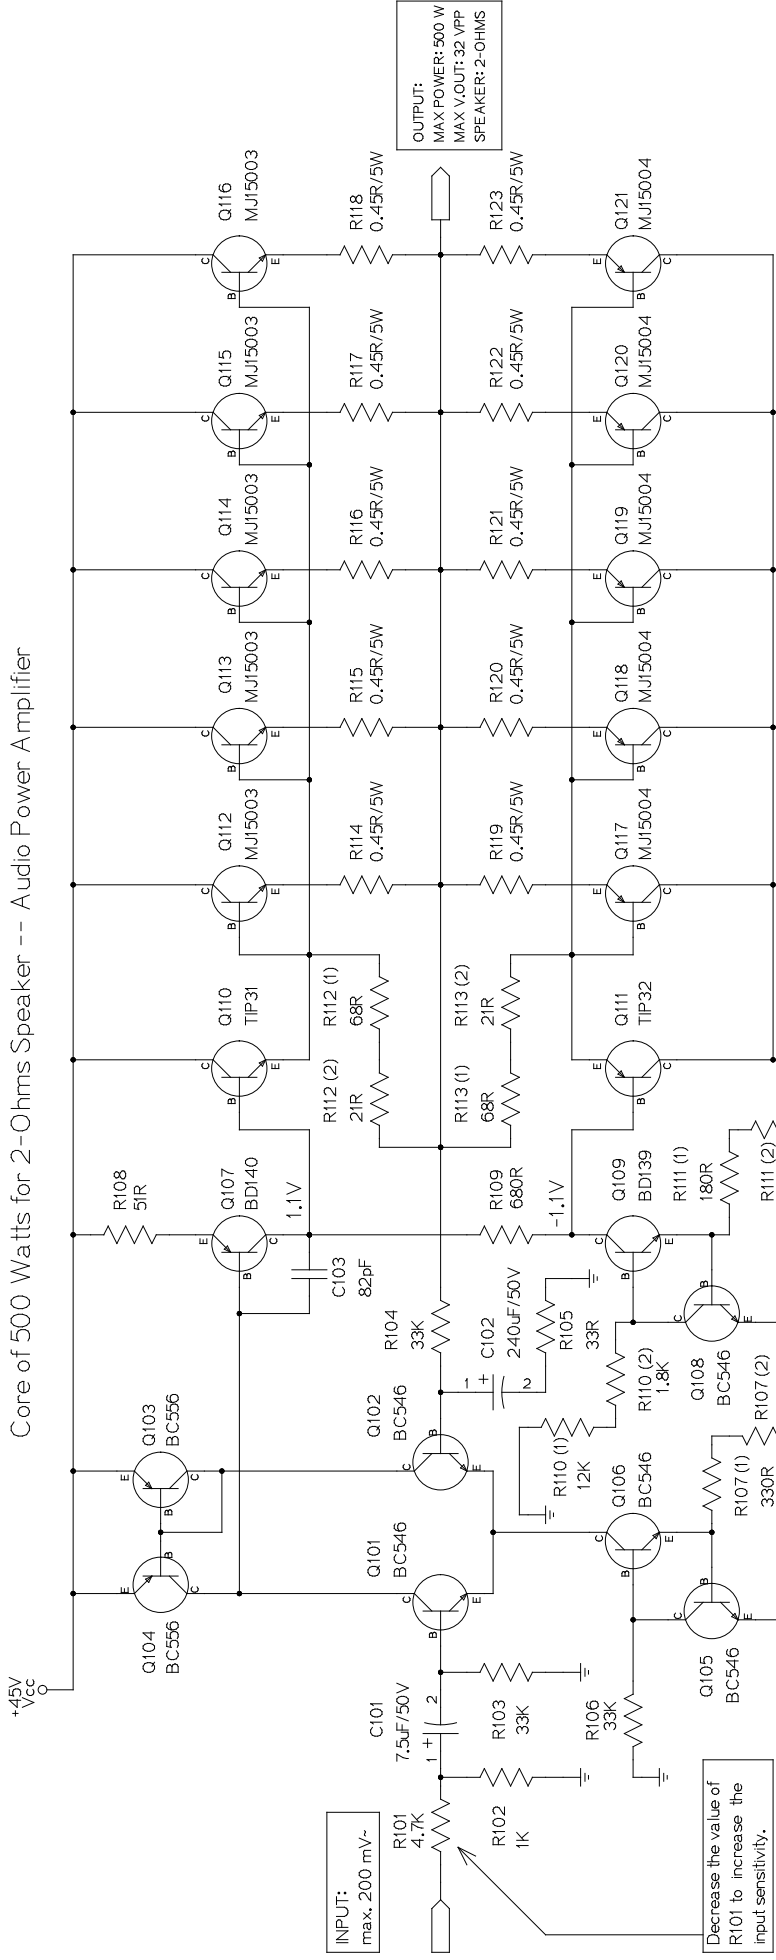 Core of 500 Watts for 2-Ohms Speaker -- Audio Power Amplifier
+45V
Vcc
Q104
BC556
Q103
BC556
R108
51R
Q107
BD140
1.1V
C103
82pF
Q110
TIP31
Q112
MJ15003
Q113
MJ15003
Q114
MJ15003
Q115
MJ15003
Q116
MJ15003
R112 (2)
21R
R112 (1)
68R
R114
0.45R/5W
R115
0.45R/5W
R116
0.45R/5W
R117
0.45R/5W
R118
0.45R/5W
INPUT:
max. 200 mV~
R101
4.7K
C101
7.5uF/50V
1
+
2
R102
1K
R103
33K
Q101
BC546
Q102
BC546
R104
33K
C102
240uF/50V
1
+
2
R105
33R
R109
680R
-1.1V
R113 (1)
68R
R113 (2)
21R
R119
0.45R/5W
R120
0.45R/5W
R121
0.45R/5W
R122
0.45R/5W
R123
0.45R/5W
OUTPUT:
MAX POWER: 500 W
MAX V.OUT: 32 VPP
SPEAKER: 2-OHMS
R106
33K
Q105
BC546
Q106
BC546
R107 (1)
330R
R107 (2)
R110 (1)
12K
R110 (2)
1.8K
Q108
BC546
Q109
BD139
R111 (1)
180R
R111 (2)
Q111
TIP32
Q117
MJ15004
Q118
MJ15004
Q119
MJ15004
Q120
MJ15004
Q121
MJ15004
Decrease the value of
R101 to increase the
input sensitivity.